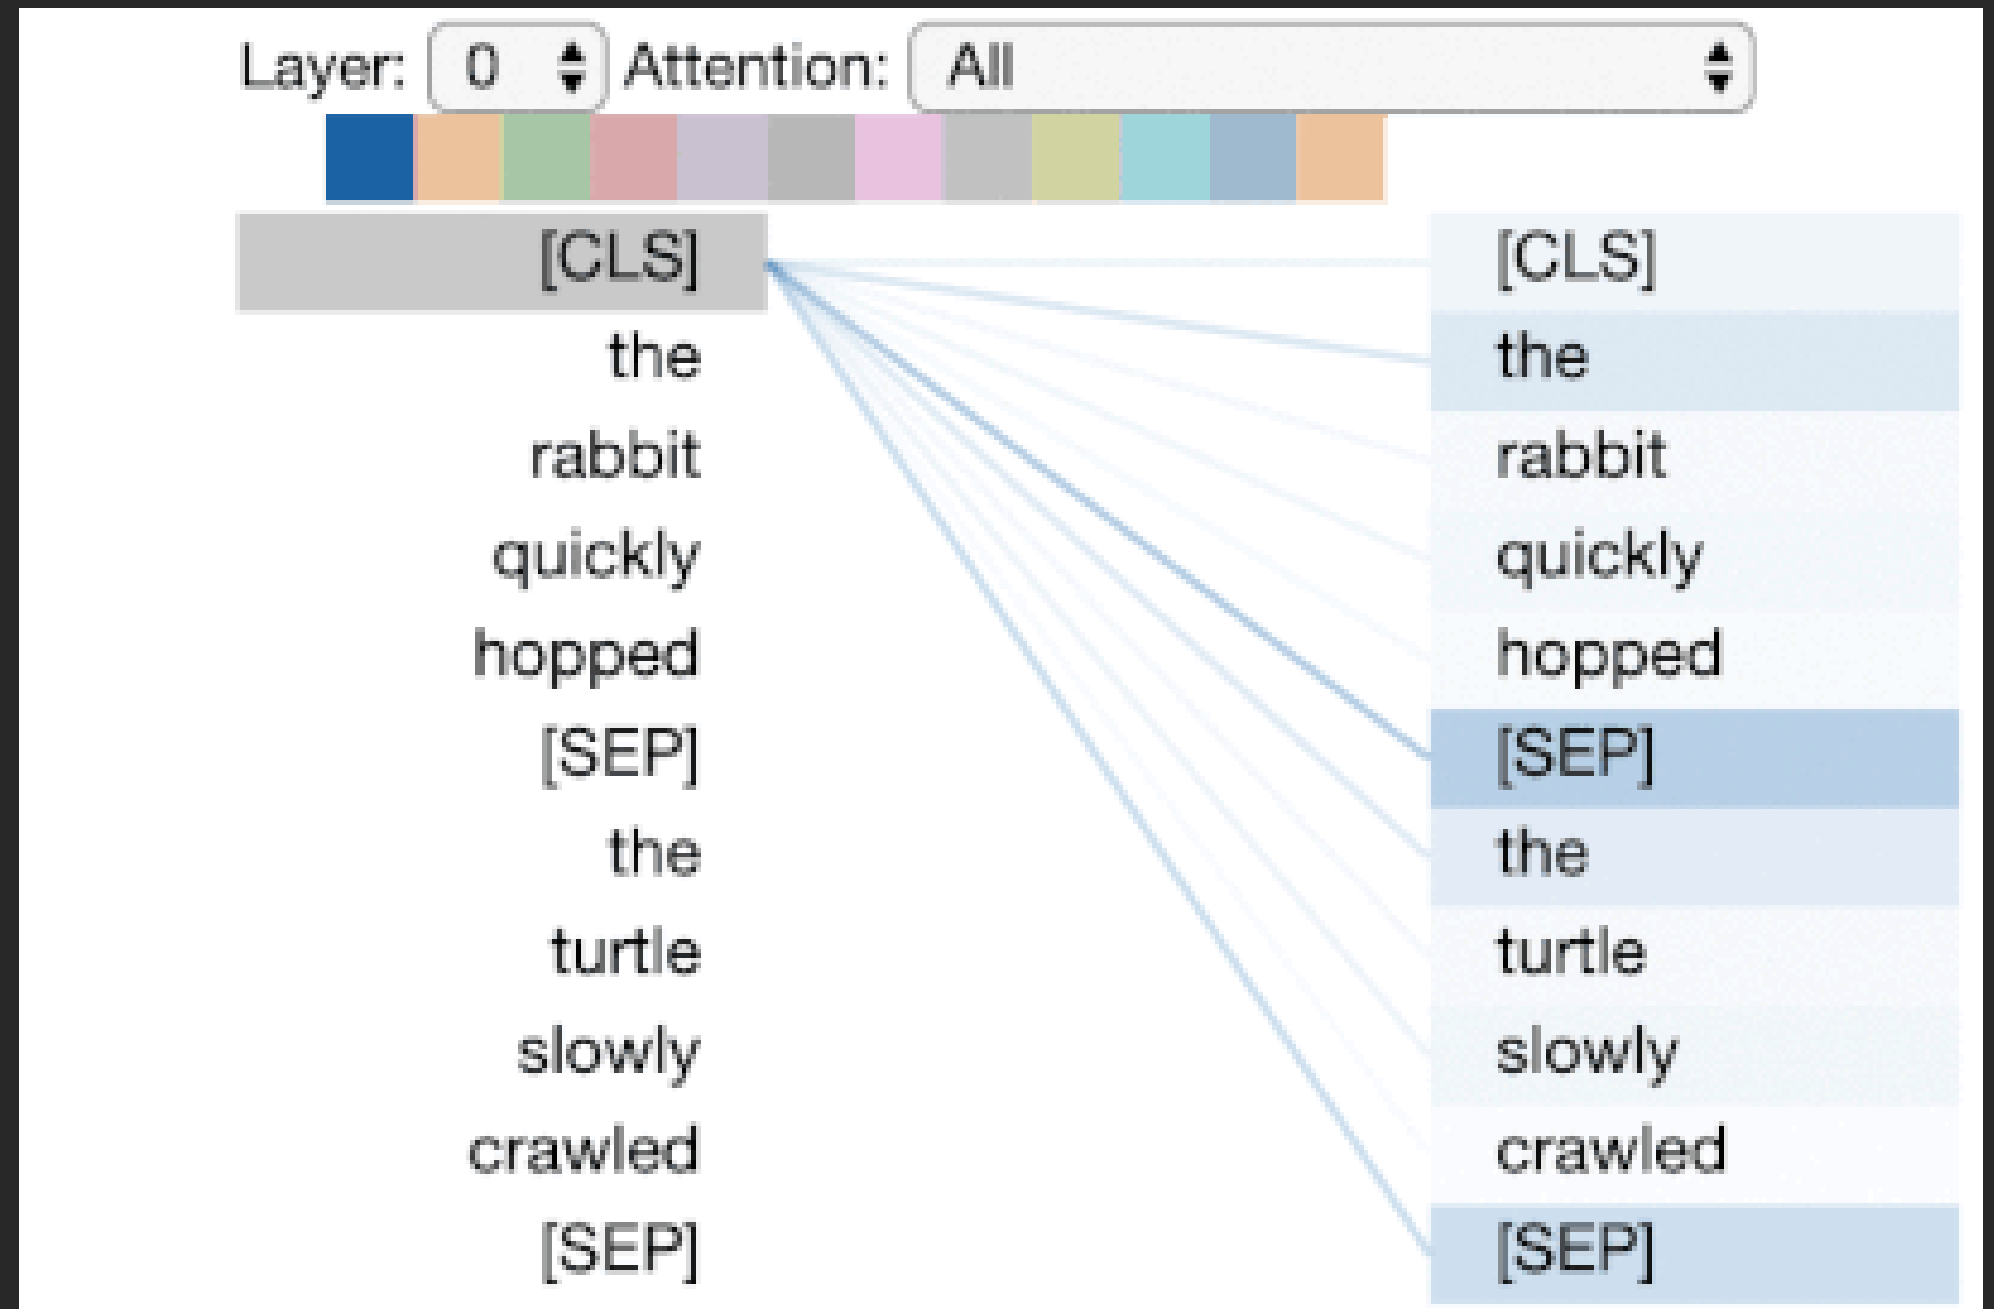 Layer: 0 Attention: All
[CLS] [CLS]
the the
rabbit rabbit
quickly quickly
hopped hopped
[SEP] [SEP]
the the
turtle turtle
slowly slowly
crawled crawled
[SEP] [SEP]